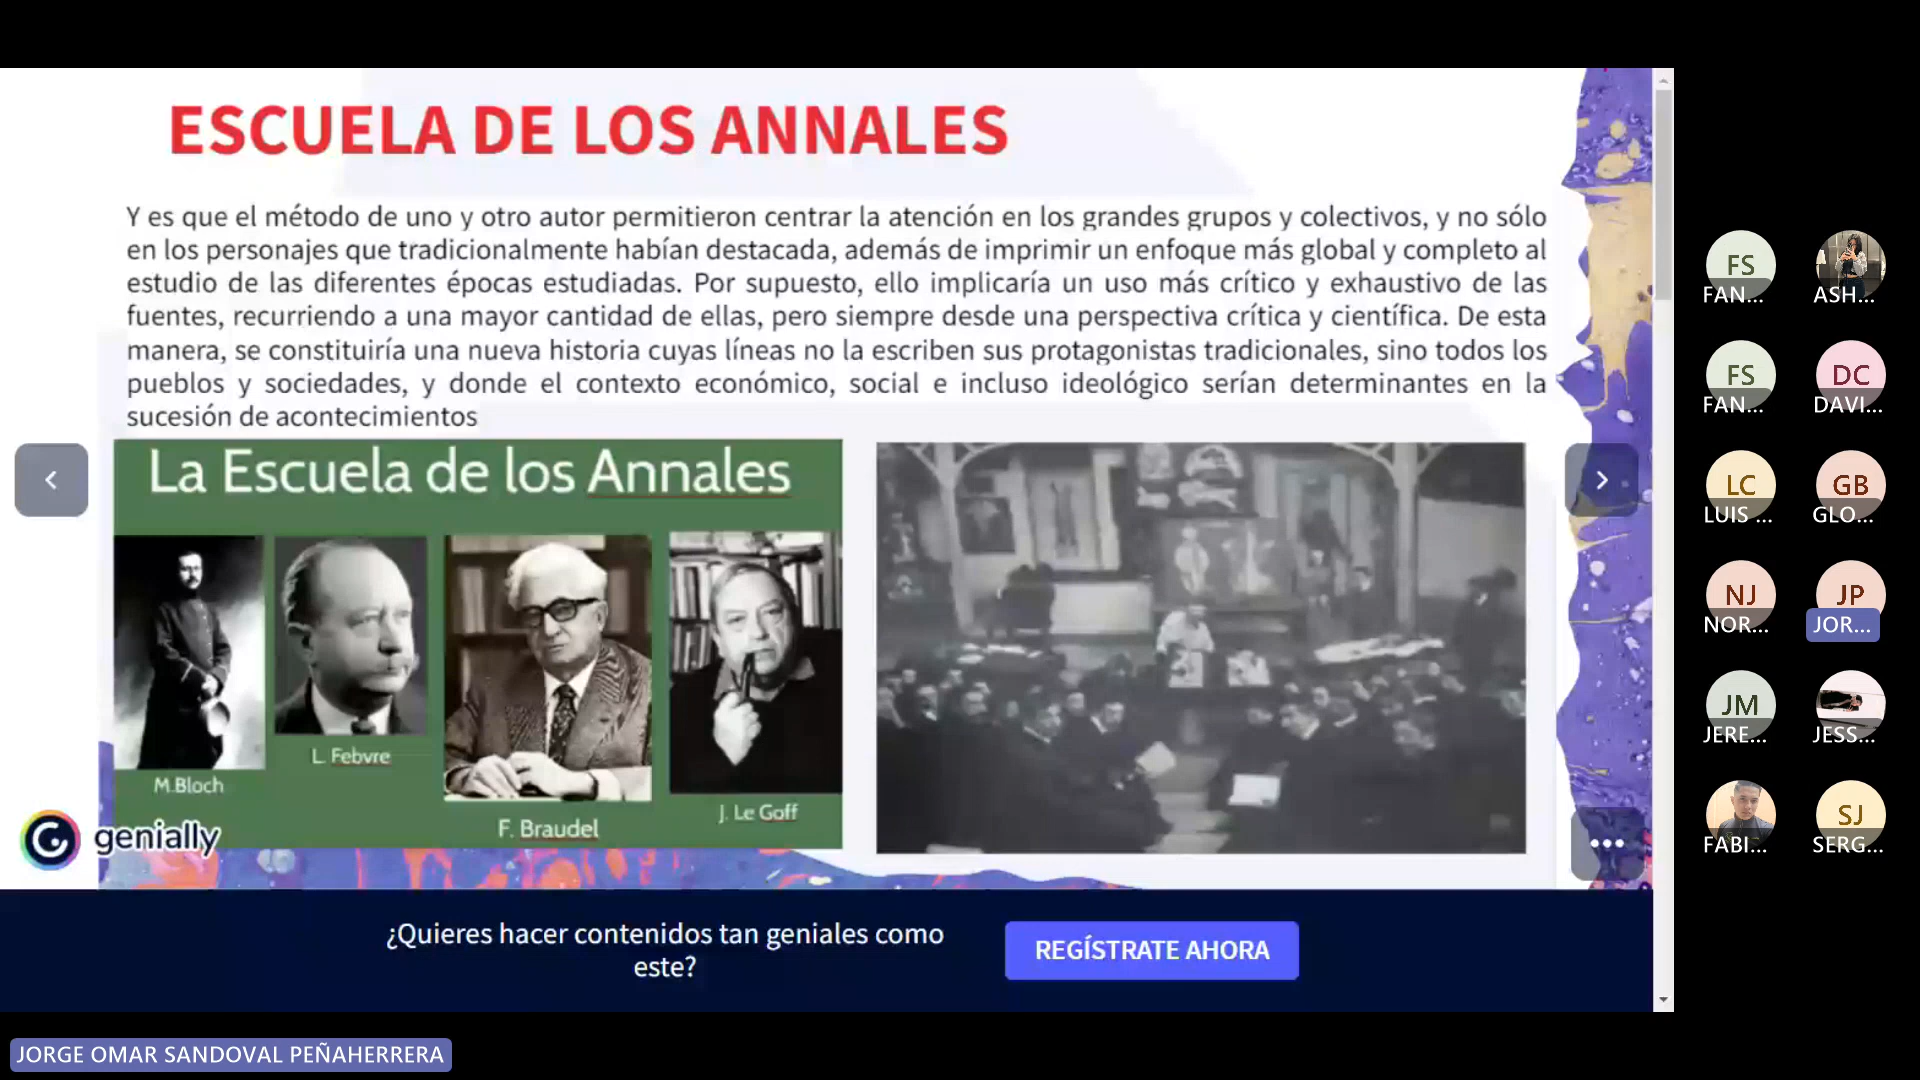 ESCUELA DE LOS ANNALES
Y es que el método de uno y otro autor permitieron centrar la atención en los grandes grupos y colectivos, y no sólo
en los personajes que tradicionalmente habían destacada, además de imprimir un enfoque más global y completo al
estudio de las diferentes épocas estudiadas. Por supuesto, ello implicaría un uso más crítico y exhaustivo de las
fuentes, recurriendo a una mayor cantidad de ellas, pero siempre desde una perspectiva crítica y científica. De esta
manera, se constituiría una nueva historia cuyas líneas no la escriben sus protagonistas tradicionales, sino todos los
pueblos y sociedades, y donde el contexto económico, social e incluso ideológico serían determinantes en la
sucesión de acontecimientos
La Escuela de los Annales
M.Bloch
L. Febvre
F. Braudel
J. Le Goff
genially
¿Quieres hacer contenidos tan geniales como
este?
REGÍSTRATE AHORA
JORGE OMAR SANDOVAL PEÑAHERRERA
FS
FAN...
ASH...
FS
FAN...
DC
DAVI...
LC
LUIS ...
GB
GLO...
NJ
NOR...
JP
JOR...
JM
JERE...
JESS...
FABI...
SJ
SERG...